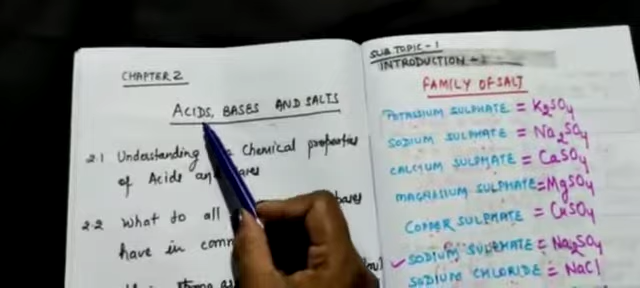 CHAPTER 2
ACIDS, BASES AND SALTS
2.1 Understanding Chemical properties
of Acids and
2.2 What do all
have in
SUB TOPIC - 1
INTRODUCTION -
FAMILY OF SALT
POTASSIUM SULPHATE = K2SO4
SODIUM SULPHATE = Na2SO4
CALCIUM SULPHATE = CaSO4
MAGNASIUM SULPHATE = MgSO4
COPPER SULPHATE = CuSO4
✓ SODIUM SULPHATE = Na2SO4
SODIUM CHLORIDE = NaCl